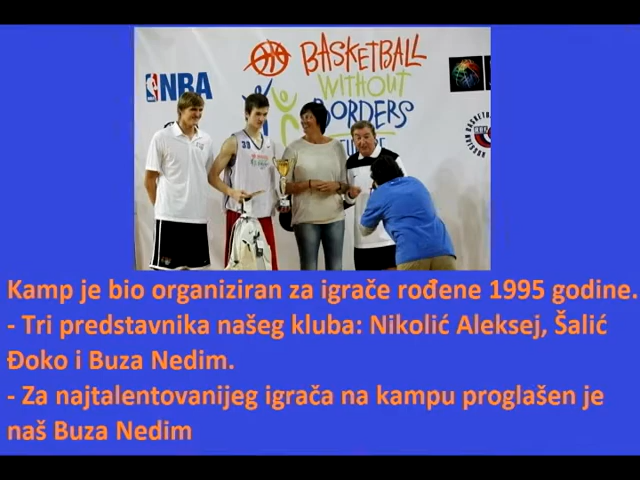 BASKETBALL
NBA
WITHOUT
BORDERS
39
Kamp je bio organiziran za igrače rođene 1995 godine.
- Tri predstavnika našeg kluba: Nikolić Aleksej, Šalić
Đoko i Buza Nedim.
- Za najtalentovanijeg igrača na kampu proglašen je
naš Buza Nedim